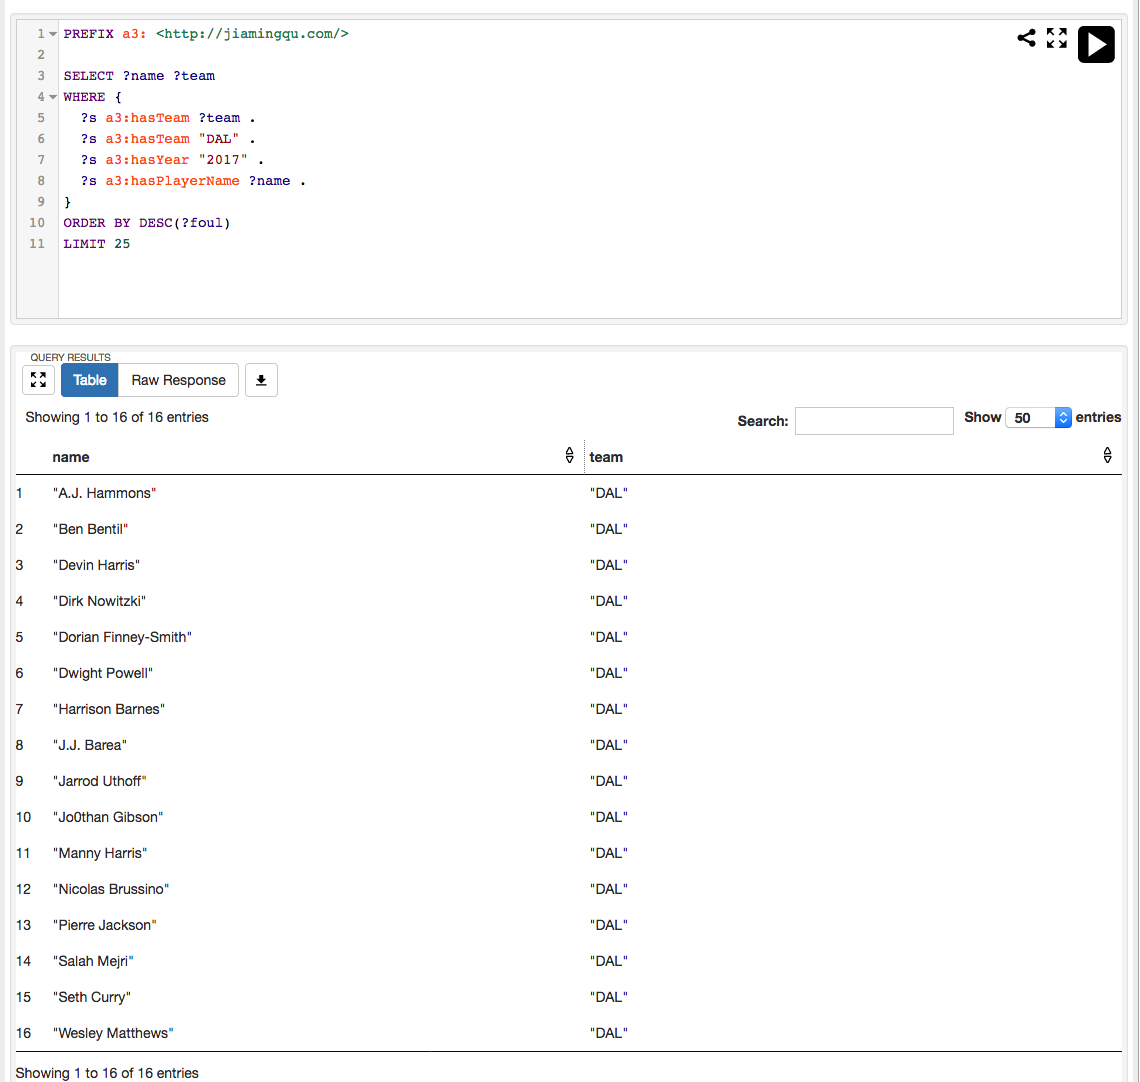 1 PREFIX a3: <http://jiamingqu.com/>
2
3 SELECT ?name ?team
4 WHERE {
5 ?s a3:hasTeam ?team .
6 ?s a3:hasTeam "DAL" .
7 ?s a3:hasYear "2017" .
8 ?s a3:hasPlayerName ?name .
9 }
10 ORDER BY DESC(?foul)
11 LIMIT 25
QUERY RESULTS
Table Raw Response
Showing 1 to 16 of 16 entries Search: Show 50 entries
name team
1 "A.J. Hammons" "DAL"
2 "Ben Bentil" "DAL"
3 "Devin Harris" "DAL"
4 "Dirk Nowitzki" "DAL"
5 "Dorian Finney-Smith" "DAL"
6 "Dwight Powell" "DAL"
7 "Harrison Barnes" "DAL"
8 "J.J. Barea" "DAL"
9 "Jarrod Uthoff" "DAL"
10 "Jo0than Gibson" "DAL"
11 "Manny Harris" "DAL"
12 "Nicolas Brussino" "DAL"
13 "Pierre Jackson" "DAL"
14 "Salah Mejri" "DAL"
15 "Seth Curry" "DAL"
16 "Wesley Matthews" "DAL"
Showing 1 to 16 of 16 entries